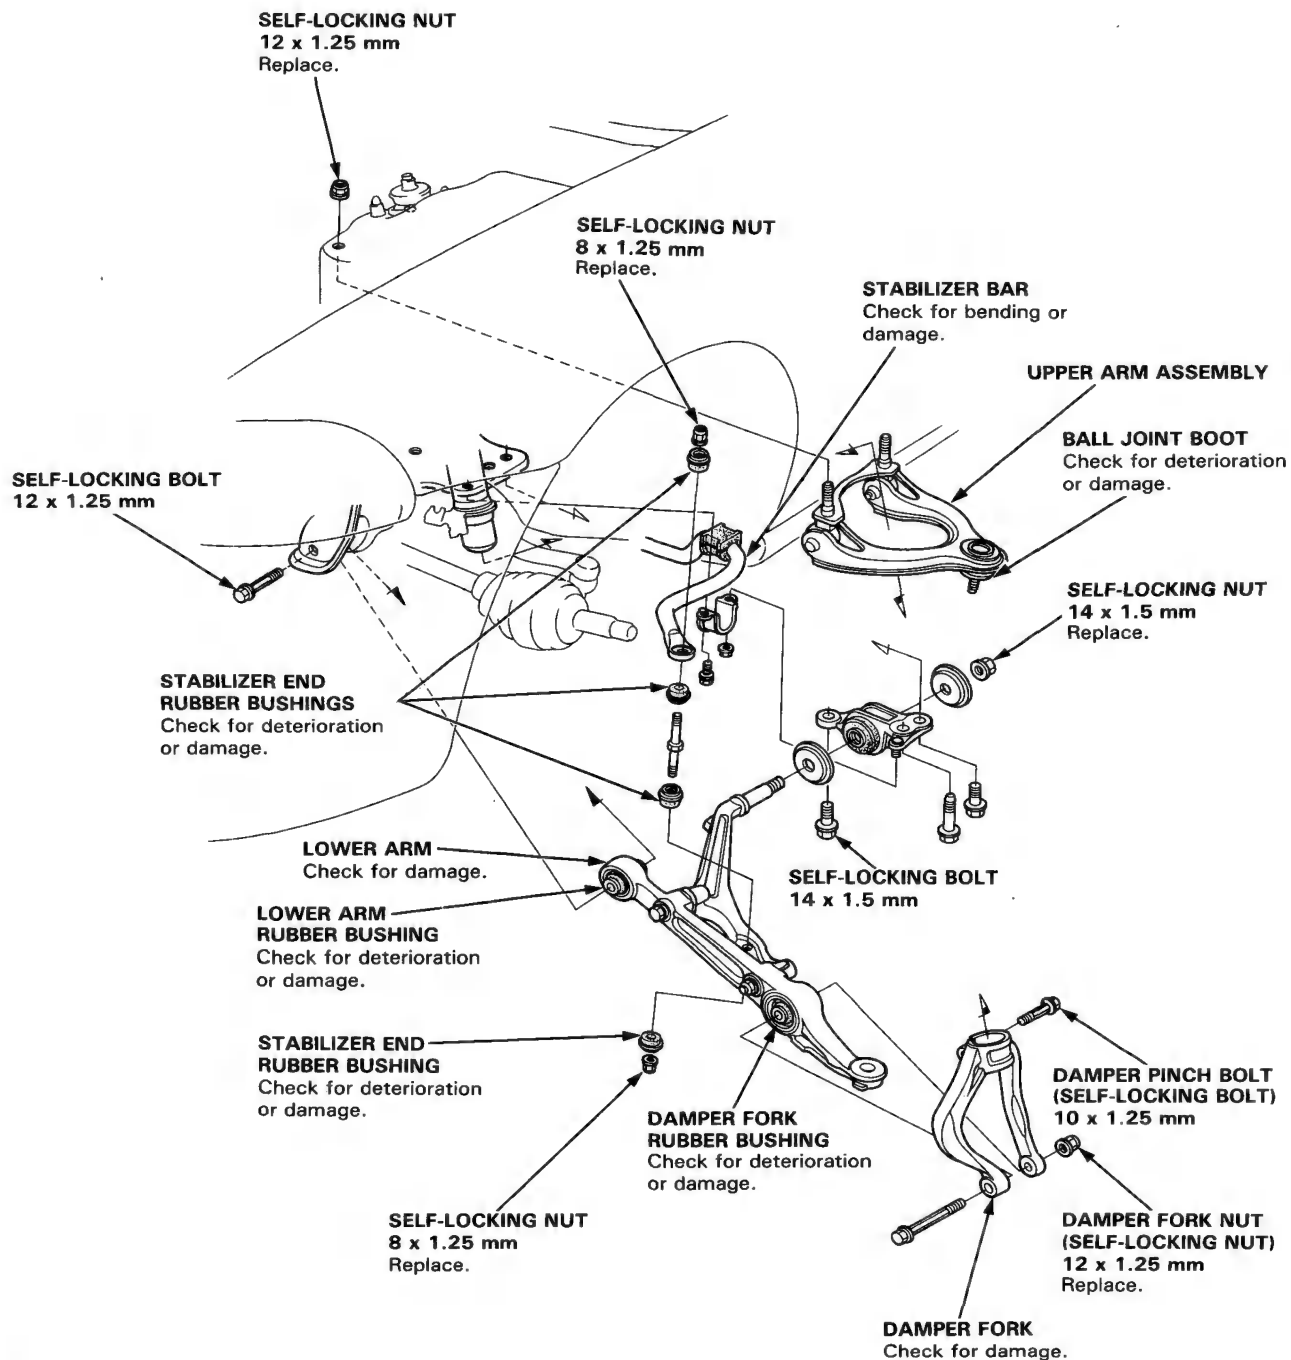 SELF-LOCKING NUT
12 x 1.25 mm
Replace.
SELF-LOCKING NUT
8 x 1.25 mm
Replace.
STABILIZER BAR
Check for bending or
damage.
UPPER ARM ASSEMBLY
BALL JOINT BOOT
Check for deterioration
or damage.
SELF-LOCKING BOLT
12 x 1.25 mm
SELF-LOCKING NUT
14 x 1.5 mm
Replace.
STABILIZER END
RUBBER BUSHINGS
Check for deterioration
or damage.
LOWER ARM
Check for damage.
SELF-LOCKING BOLT
14 x 1.5 mm
LOWER ARM
RUBBER BUSHING
Check for deterioration
or damage.
STABILIZER END
RUBBER BUSHING
Check for deterioration
or damage.
DAMPER PINCH BOLT
(SELF-LOCKING BOLT)
10 x 1.25 mm
DAMPER FORK
RUBBER BUSHING
Check for deterioration
or damage.
SELF-LOCKING NUT
8 x 1.25 mm
Replace.
DAMPER FORK NUT
(SELF-LOCKING NUT)
12 x 1.25 mm
Replace.
DAMPER FORK
Check for damage.